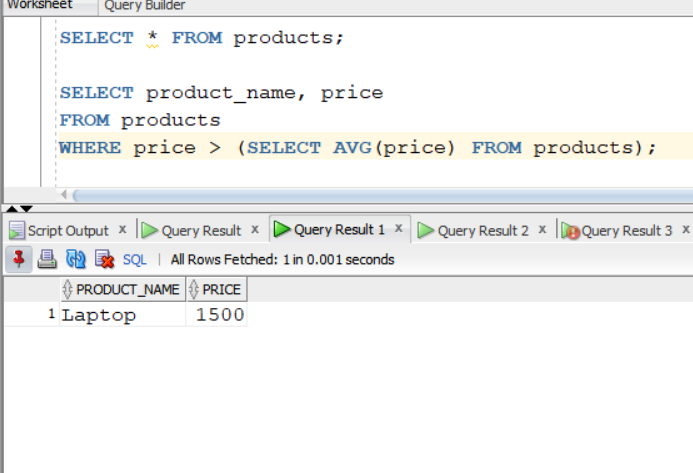 Worksheet Query Builder
SELECT * FROM products;
SELECT product_name, price
FROM products
WHERE price > (SELECT AVG(price) FROM products);
Script Output x Query Result x Query Result 1 x Query Result 2 x Query Result 3 x
SQL | All Rows Fetched: 1 in 0.001 seconds
PRODUCT_NAME PRICE
1 Laptop 1500